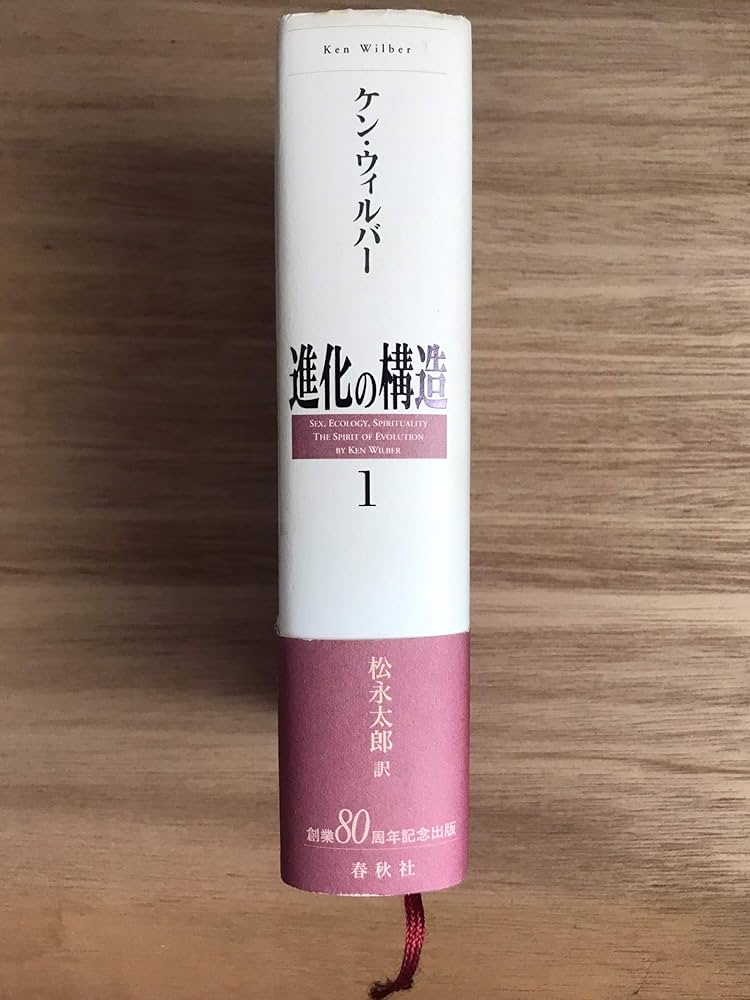 Ken Wilber
ケン・ウィルバー
進化の構造
SEX, ECOLOGY, SPIRITUALITY
THE SPIRIT OF EVOLUTION
BY KEN WILBER
1
松永太郎 訳
創業80周年記念出版
春秋社